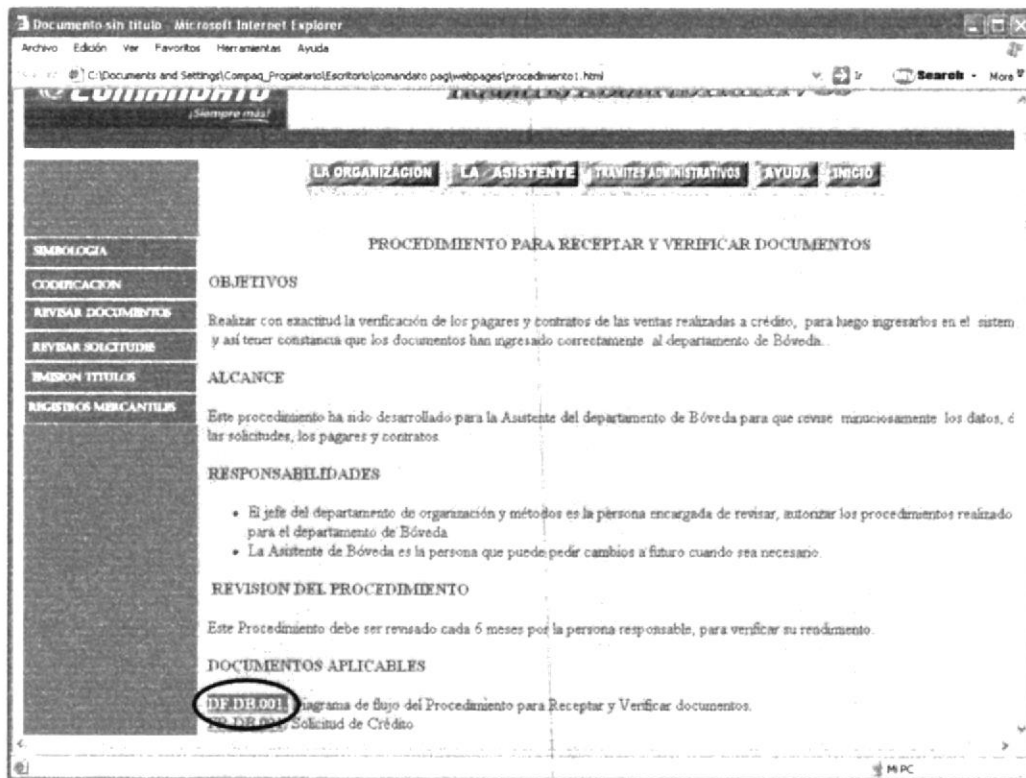 Documento sin titulo - Microsoft Internet Explorer
Archivo Edición Ver Favoritos Herramientas Ayuda
C:\Documents and Settings\Compaq_Propietario\Escritorio\comandato pag\webpages\procedimiento1.html Ir Search More
COMANDATO
¡Siempre más!
LA ORGANIZACIÓN LA ASISTENTE TRAMITES ADMINISTRATIVOS AYUDA INICIO
SIMBOLOGIA
CODIFICACION
REVISAR DOCUMENTOS
REVISAR SOLCITUDES
EMISION TITULOS
REGISTROS MERCANTILES
PROCEDIMIENTO PARA RECEPTAR Y VERIFICAR DOCUMENTOS
OBJETIVOS
Realizar con exactitud la verificación de los pagares y contratos de las ventas realizadas a crédito, para luego ingresarlos en el sistem
y así tener constancia que los documentos han ingresado correctamente al departamento de Bóveda.
ALCANCE
Este procedimiento ha sido desarrollado para la Asistente del departamento de Bóveda para que revise minuciosamente los datos, d
las solicitudes, los pagares y contratos.
RESPONSABILIDADES
• El jefe del departamento de organización y métodos es la persona encargada de revisar, autorizar los procedimientos realizado
para el departamento de Bóveda
• La Asistente de Bóveda es la persona que puede pedir cambios a futuro cuando sea necesario.
REVISION DEL PROCEDIMIENTO
Este Procedimiento debe ser revisado cada 6 meses por la persona responsable, para verificar su rendimiento.
DOCUMENTOS APLICABLES
DF.DB.001. Diagrama de flujo del Procedimiento para Receptar y Verificar documentos.
Solicitud de Crédito
Mi PC